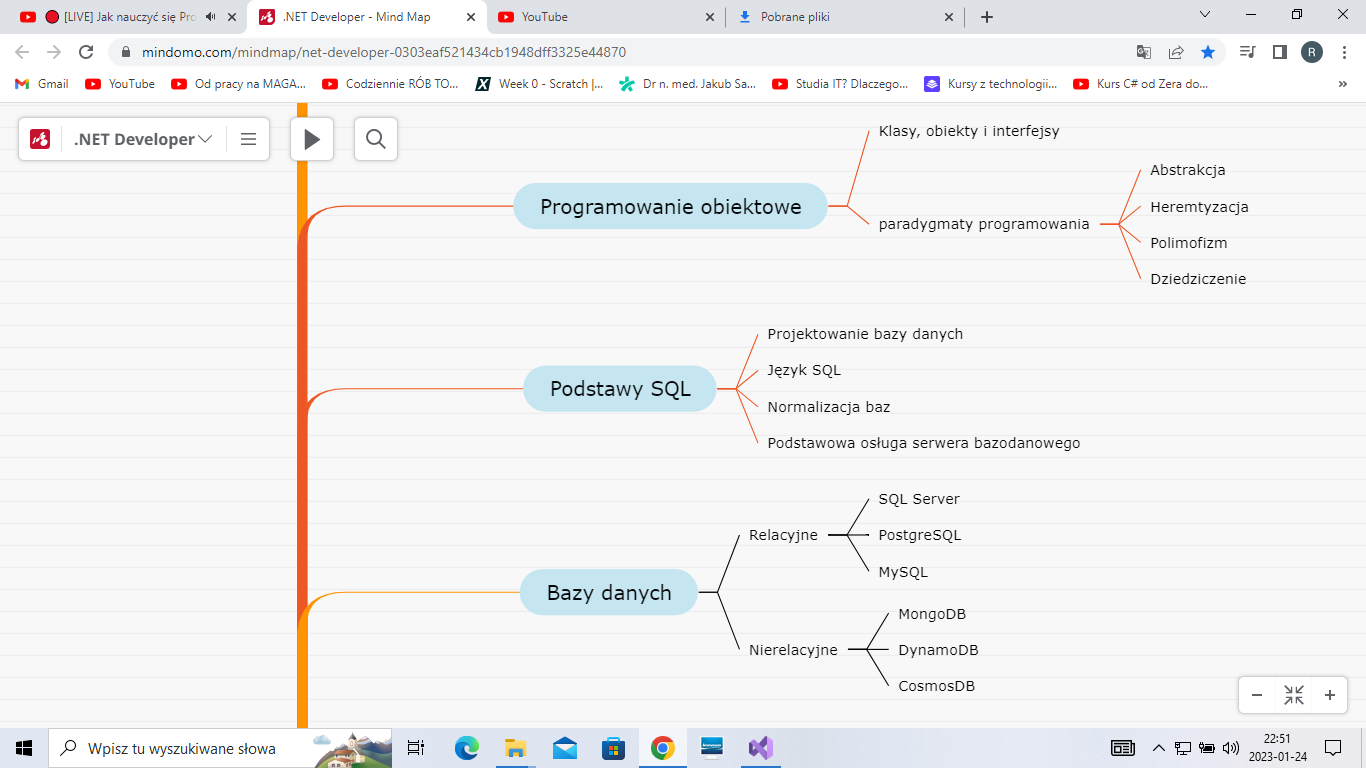 [LIVE] Jak nauczyć się Pro
.NET Developer - Mind Map
YouTube
Pobrane pliki
mindomo.com/mindmap/net-developer-0303eaf521434cb1948dff3325e44870
R
Gmail
YouTube
Od pracy na MAGA...
Codziennie RÓB TO...
Week 0 - Scratch |...
Dr n. med. Jakub Sa...
Studia IT? Dlaczego...
Kursy z technologii...
Kurs C# od Zera do...
.NET Developer
Klasy, obiekty i interfejsy
Programowanie obiektowe
paradygmaty programowania
Abstrakcja
Heremtyzacja
Polimofizm
Dziedziczenie
Podstawy SQL
Projektowanie bazy danych
Język SQL
Normalizacja baz
Podstawowa osługa serwera bazodanowego
Bazy danych
Relacyjne
SQL Server
PostgreSQL
MySQL
Nierelacyjne
MongoDB
DynamoDB
CosmosDB
Wpisz tu wyszukiwane słowa
22:51
2023-01-24